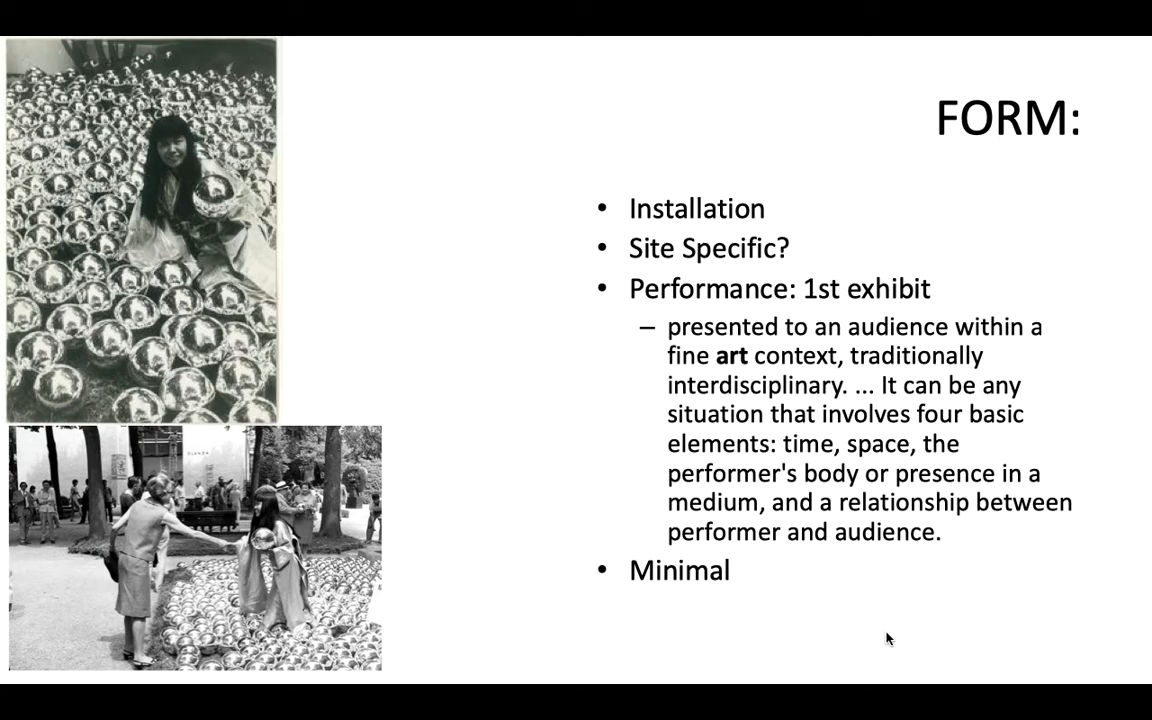 FORM:
• Installation
• Site Specific?
• Performance: 1st exhibit
– presented to an audience within a
fine art context, traditionally
interdisciplinary. ... It can be any
situation that involves four basic
elements: time, space, the
performer's body or presence in a
medium, and a relationship between
performer and audience.
• Minimal